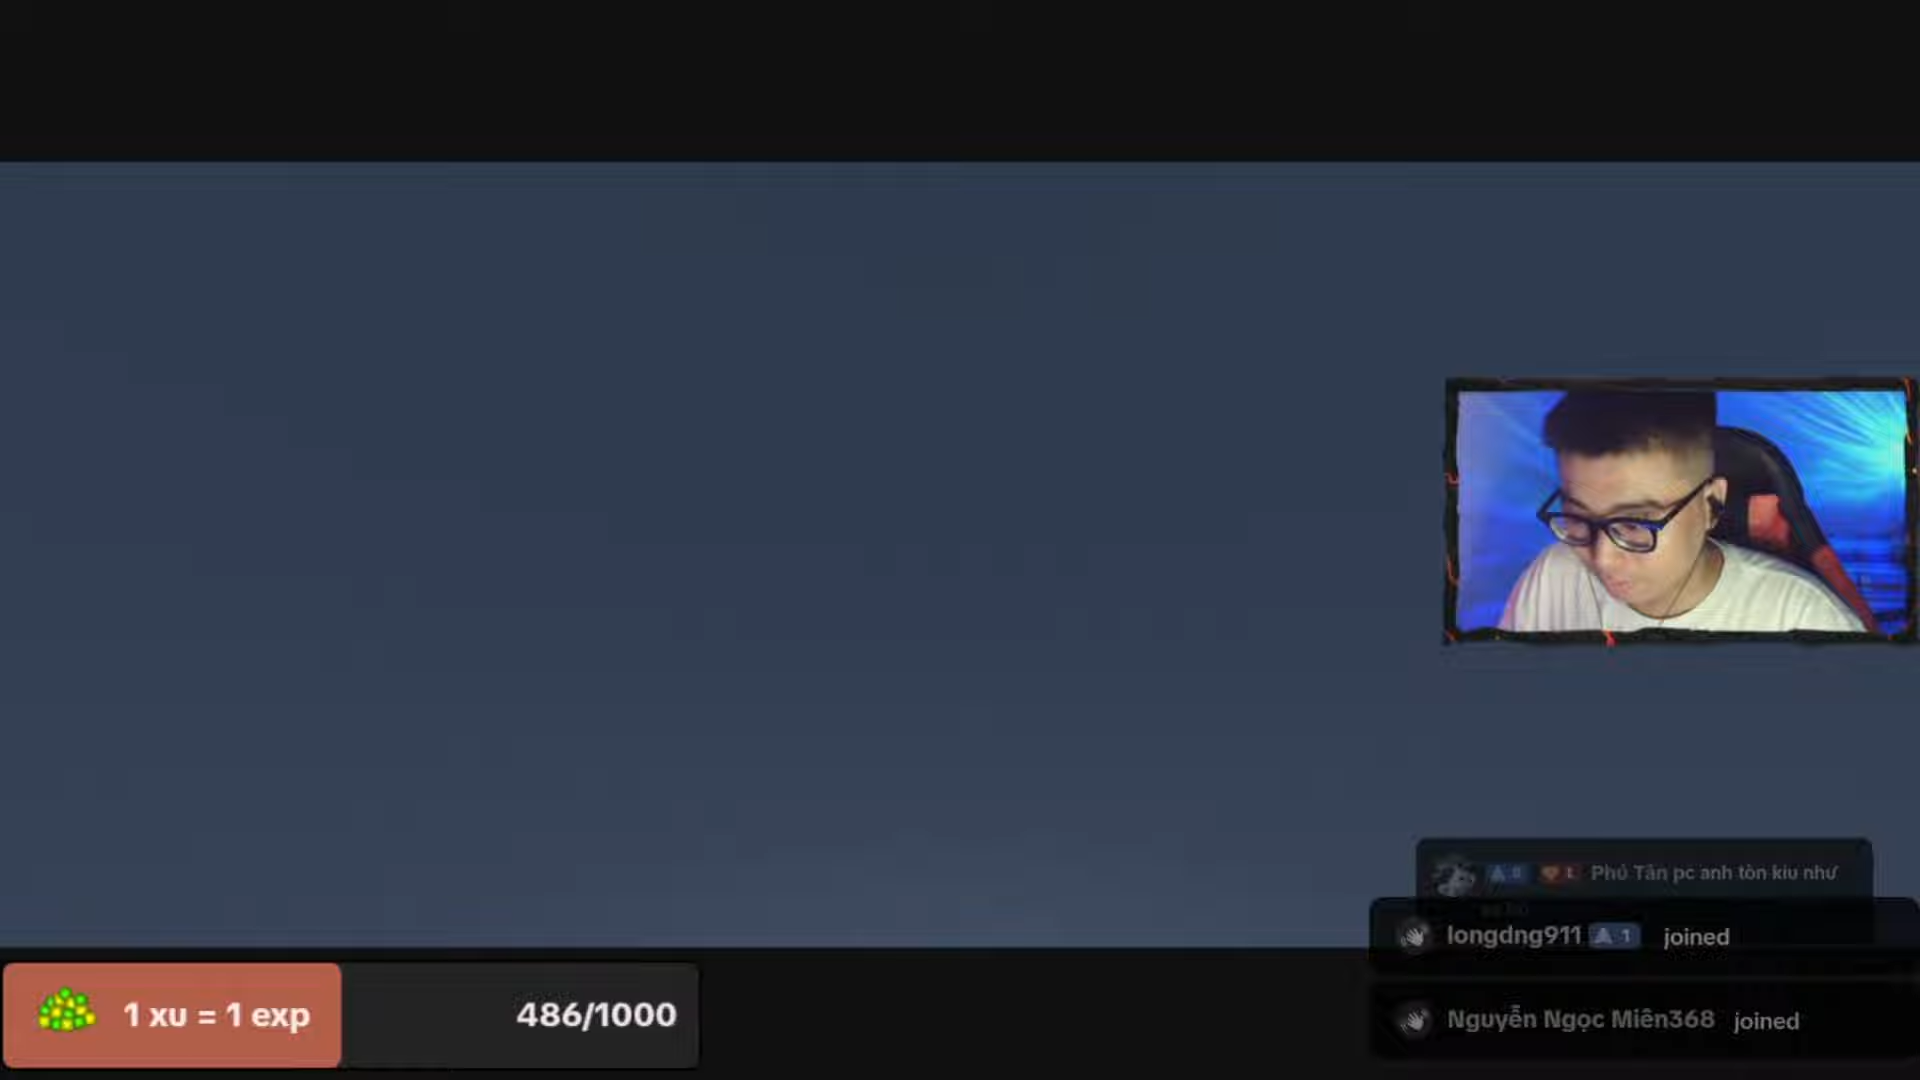 Phú Tân pc anh tôn kiu như
longdng911 1 joined
1 xu = 1 exp 486/1000
Nguyễn Ngọc Miên368 joined